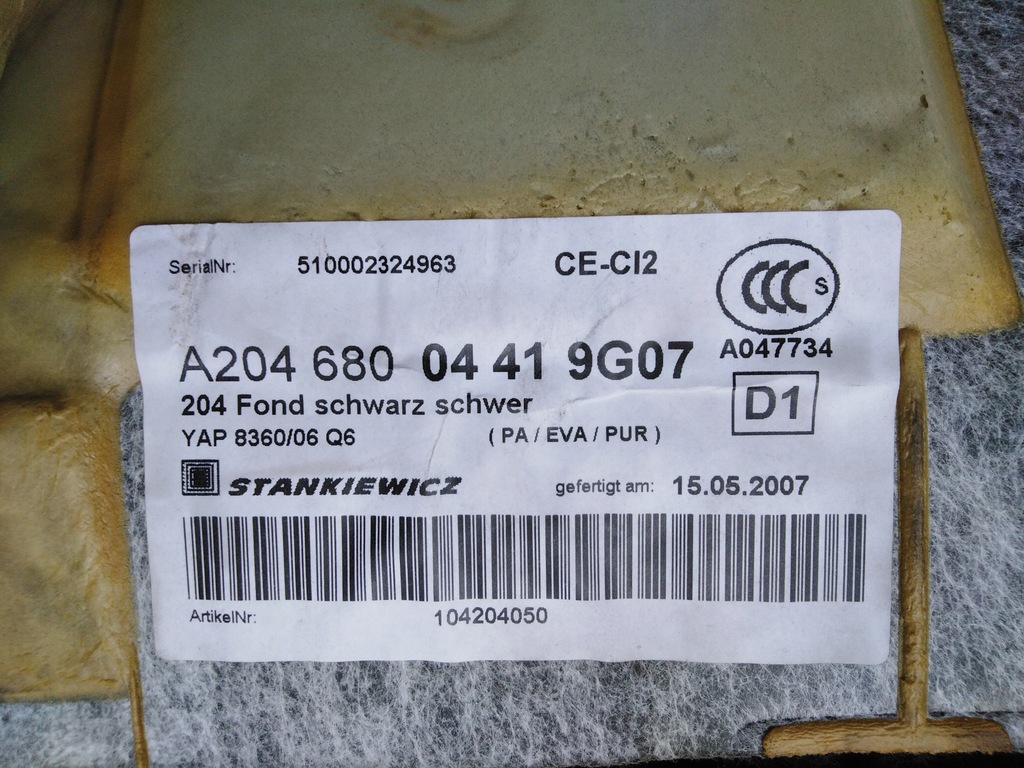 SerialNr: 510002324963 CE-CI2
CCC S
A204 680 04 41 9G07 A047734
204 Fond schwarz schwer D1
YAP 8360/06 Q6 ( PA / EVA / PUR )
STANKIEWICZ gefertigt am: 15.05.2007
ArtikelNr: 104204050